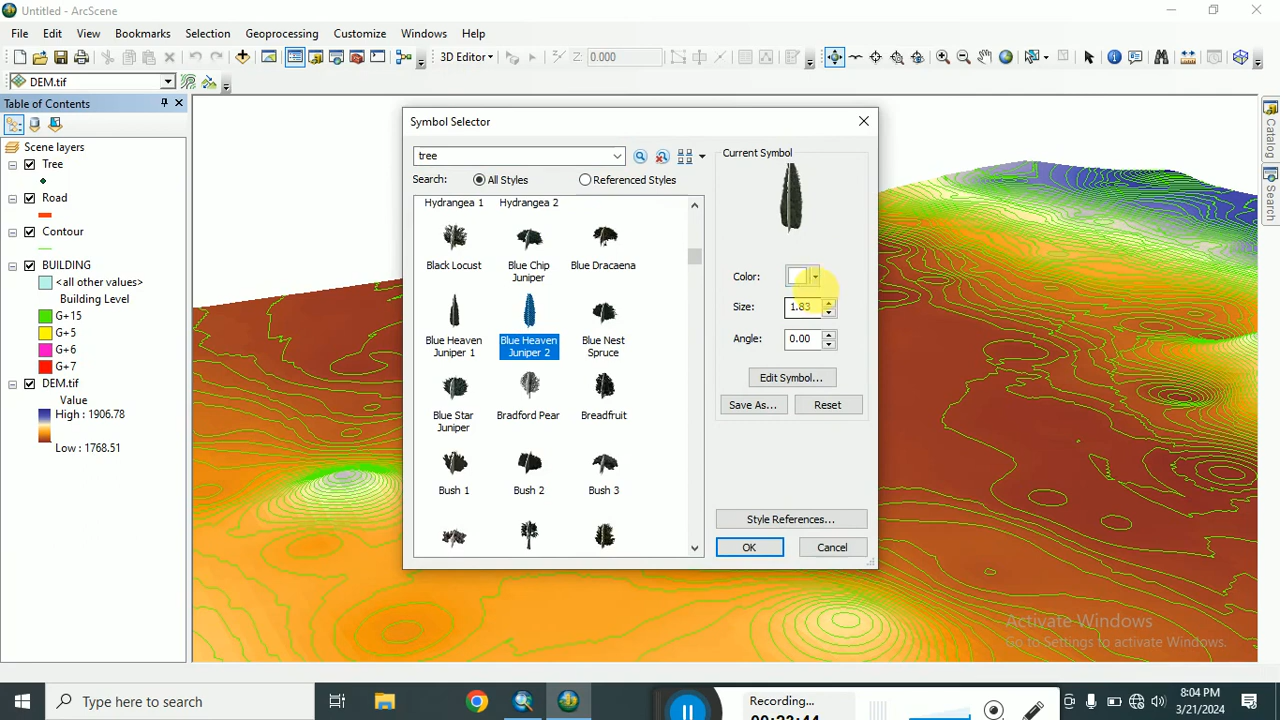 Untitled - ArcScene
File Edit View Bookmarks Selection Geoprocessing Customize Windows Help
3D Editor Z: 0.000
DEM.tif
Table of Contents
Scene layers
Tree
Road
Contour
BUILDING
<all other values>
Building Level
G+15
G+5
G+6
G+7
DEM.tif
Value
High : 1906.78
Low : 1768.51
Symbol Selector
tree
Search: All Styles Referenced Styles
Hydrangea 1 Hydrangea 2
Black Locust Blue Chip Juniper Blue Dracaena
Blue Heaven Juniper 1 Blue Heaven Juniper 2 Blue Nest Spruce
Blue Star Juniper Bradford Pear Breadfruit
Bush 1 Bush 2 Bush 3
Current Symbol
Color:
Size: 1.83
Angle: 0.00
Edit Symbol...
Save As... Reset
Style References...
OK Cancel
Catalog
Search
Activate Windows
Go to Settings to activate Windows.
Type here to search
Recording...
00:23:44
8:04 PM
3/21/2024